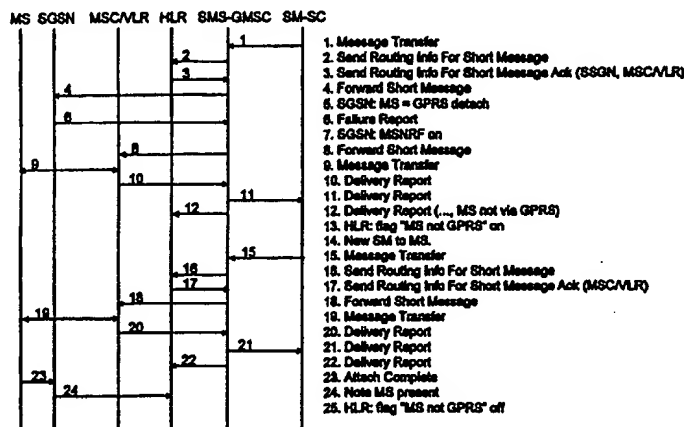 MS SGSN MSC/VLR HLR SMS-GMSC SM-SC
1
2
3
4
6
8
9
10
11
12
15
16
17
18
19
20
21
22
23
24
1. Message Transfer
2. Send Routing Info For Short Message
3. Send Routing Info For Short Message Ack (SSGN, MSC/VLR)
4. Forward Short Message
5. SGSN: MS = GPRS detach
6. Failure Report
7. SGSN: MSNRF on
8. Forward Short Message
9. Message Transfer
10. Delivery Report
11. Delivery Report
12. Delivery Report (..., MS not via GPRS)
13. HLR: flag "MS not GPRS" on
14. New SM to MS.
15. Message Transfer
16. Send Routing Info For Short Message
17. Send Routing Info For Short Message Ack (MSC/VLR)
18. Forward Short Message
19. Message Transfer
20. Delivery Report
21. Delivery Report
22. Delivery Report
23. Attach Complete
24. Note MS present
25. HLR: flag "MS not GPRS" off